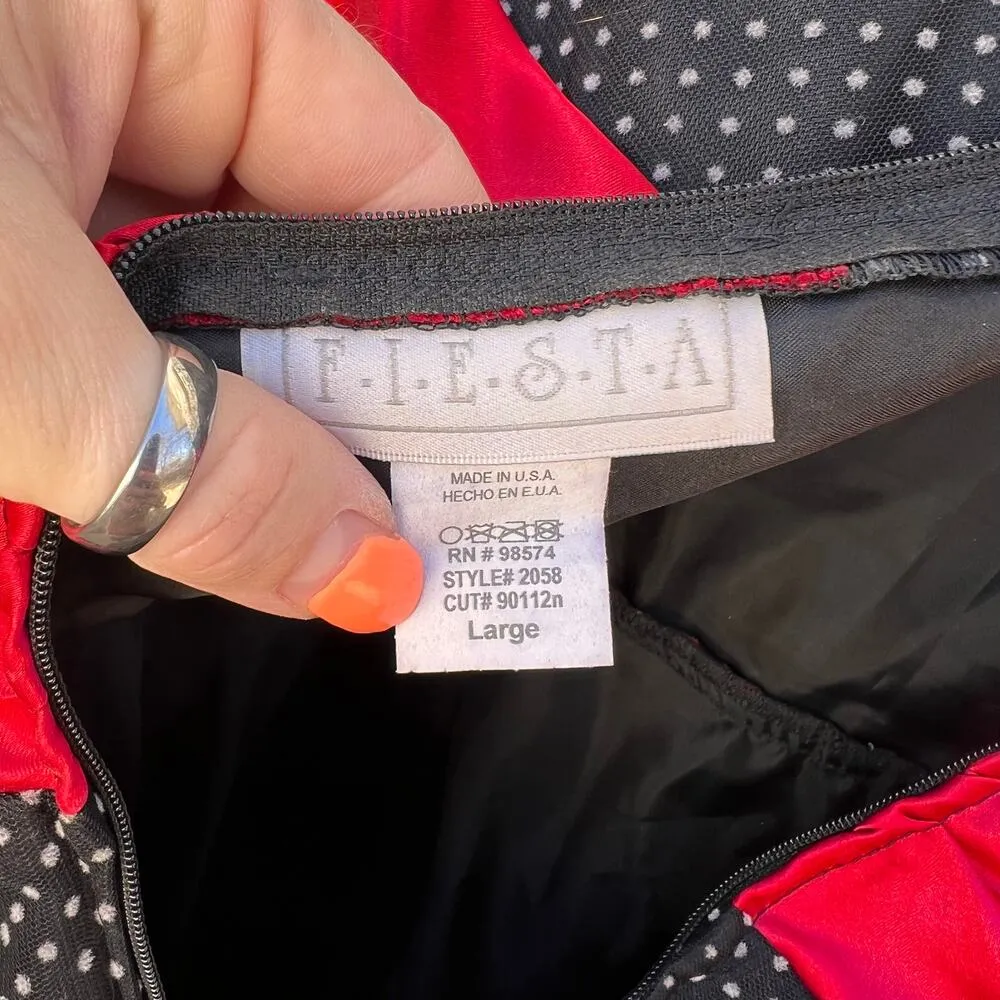 F·I·E·S·T·A
MADE IN U.S.A.
HECHO EN E.U.A.
RN # 98574
STYLE# 2058
CUT# 90112n
Large